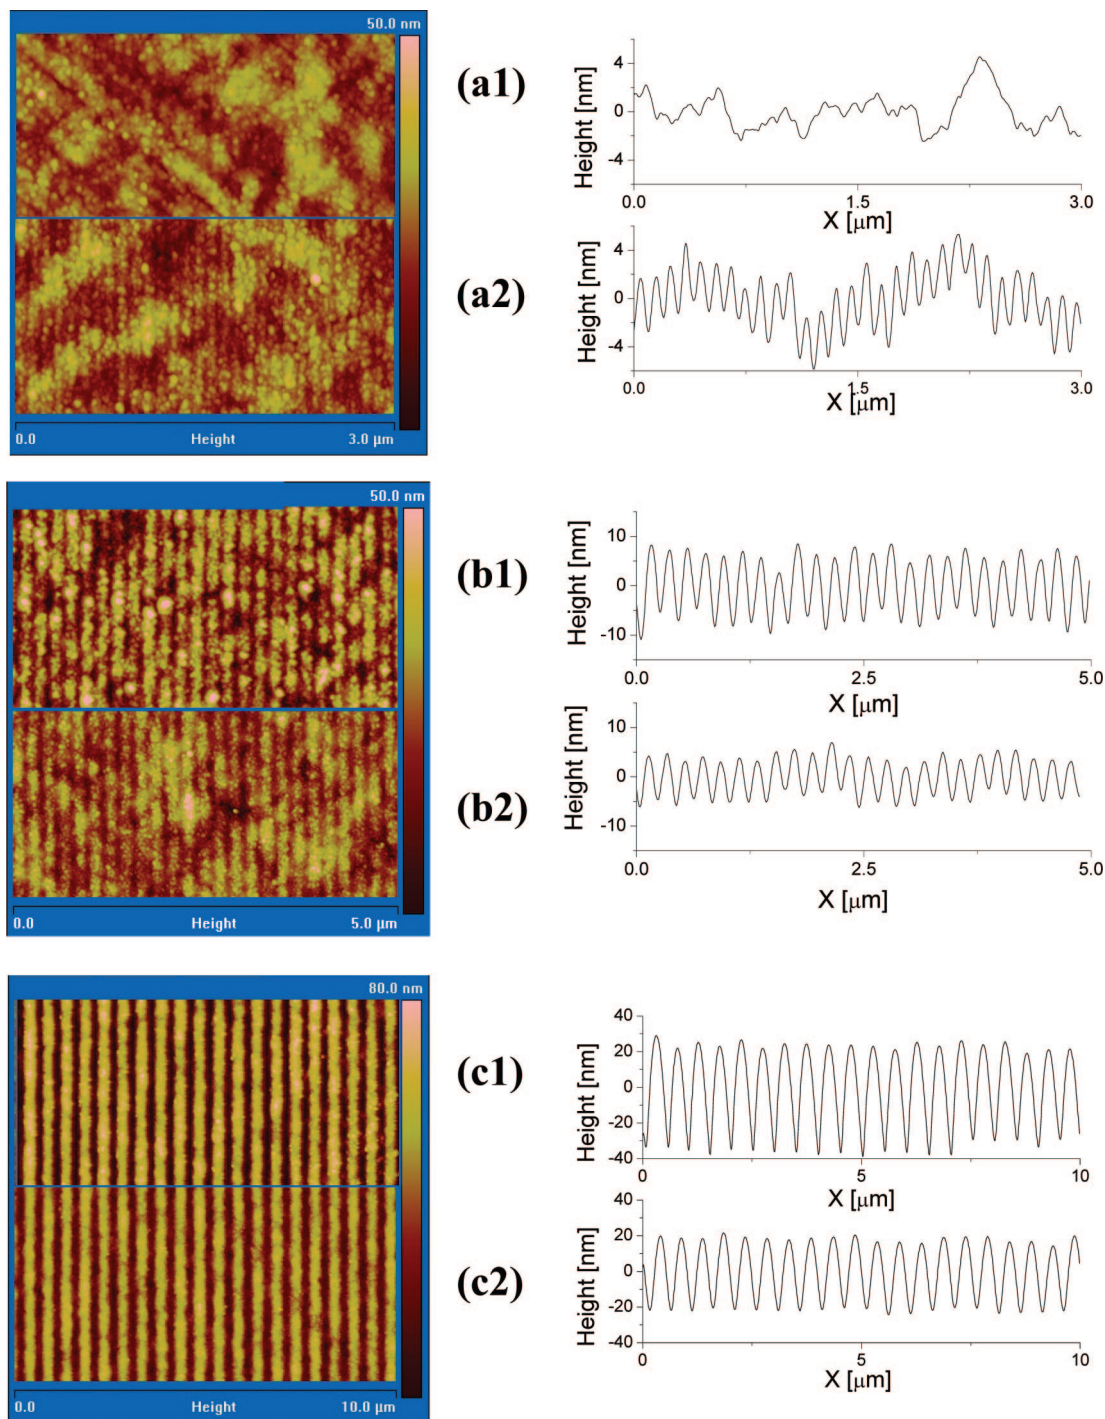 50.0 nm
0.0 Height 3.0 µm
(a1)
Height [nm]
4
0
-4
0.0 1.5 3.0
X [µm]
(a2)
Height [nm]
4
0
-4
0.0 1.5 3.0
X [µm]
50.0 nm
0.0 Height 5.0 µm
(b1)
Height [nm]
10
0
-10
0.0 2.5 5.0
X [µm]
(b2)
Height [nm]
10
0
-10
0.0 2.5 5.0
X [µm]
80.0 nm
0.0 Height 10.0 µm
(c1)
Height [nm]
40
20
0
-20
-40
0 5 10
X [µm]
(c2)
Height [nm]
40
20
0
-20
-40
0 5 10
X [µm]